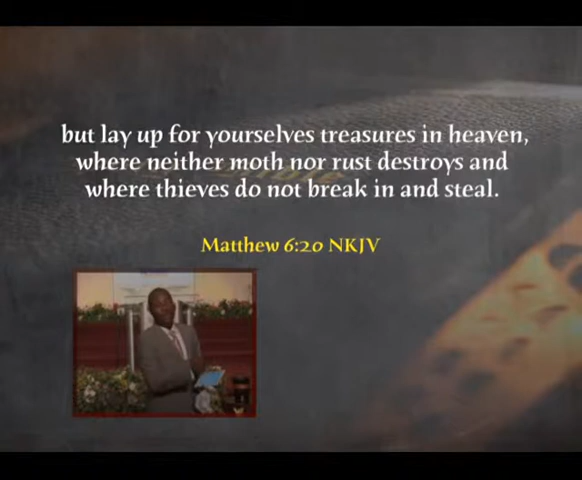 but lay up for yourselves treasures in heaven,
where neither moth nor rust destroys and
where thieves do not break in and steal.
Matthew 6:20 NKJV